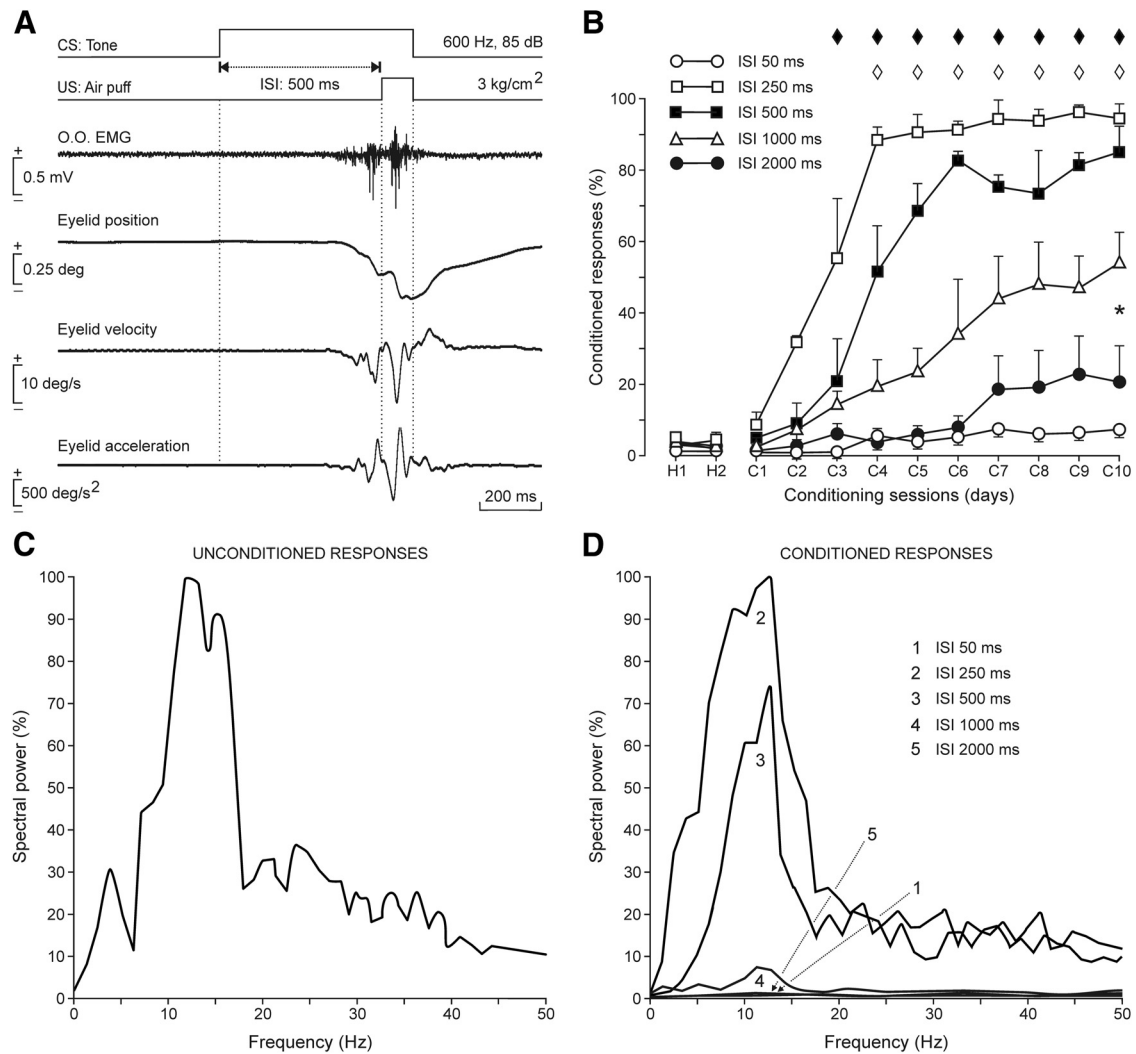 A
CS: Tone
600 Hz, 85 dB
ISI: 500 ms
US: Air puff
3 kg/cm2
O.O. EMG
+
0.5 mV
–
Eyelid position
+
0.25 deg
–
Eyelid velocity
+
10 deg/s
–
Eyelid acceleration
+
500 deg/s2
–
200 ms
B
ISI 50 ms
ISI 250 ms
ISI 500 ms
ISI 1000 ms
ISI 2000 ms
Conditioned responses (%)
100
80
60
40
20
0
*
H1 H2 C1 C2 C3 C4 C5 C6 C7 C8 C9 C10
Conditioning sessions (days)
C
UNCONDITIONED RESPONSES
Spectral power (%)
100
90
80
70
60
50
40
30
20
10
0
0 10 20 30 40 50
Frequency (Hz)
D
CONDITIONED RESPONSES
Spectral power (%)
100
90
80
70
60
50
40
30
20
10
0
2
3
4
5
1
1 ISI 50 ms
2 ISI 250 ms
3 ISI 500 ms
4 ISI 1000 ms
5 ISI 2000 ms
0 10 20 30 40 50
Frequency (Hz)